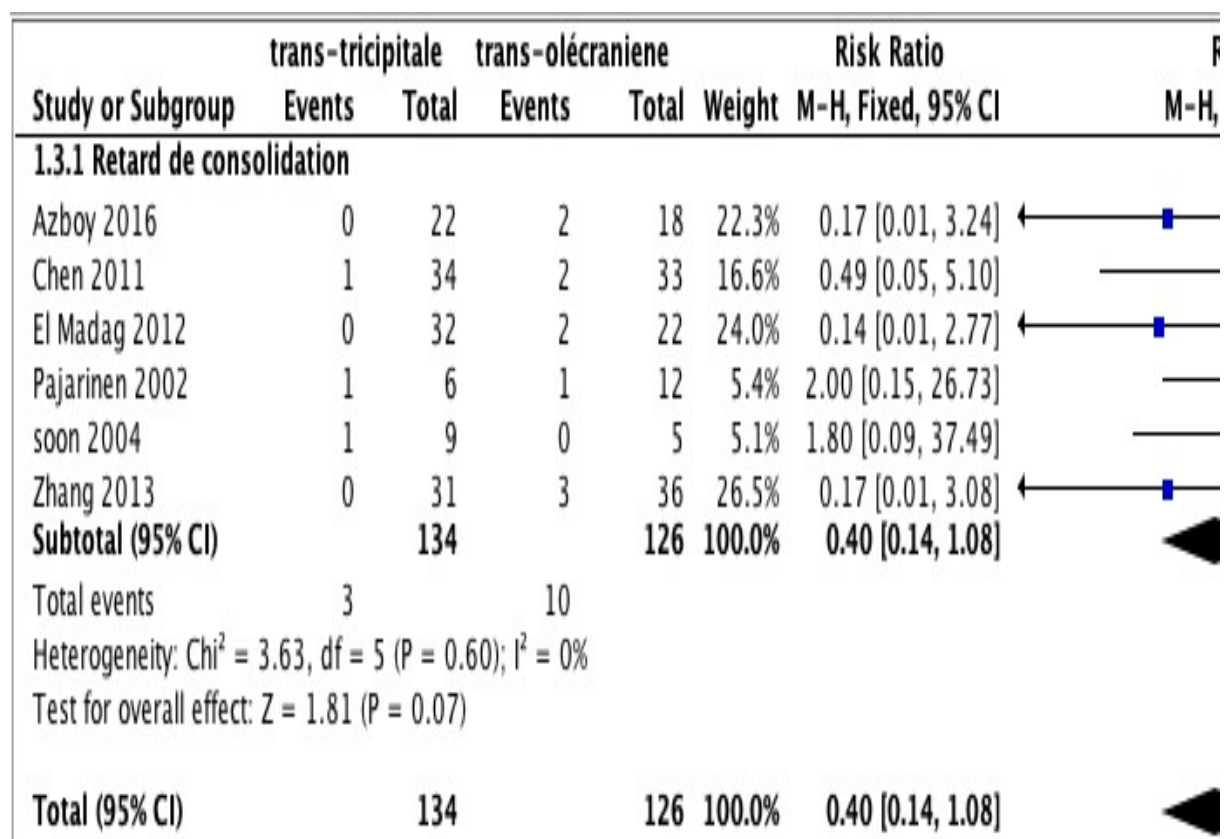 trans-tricipitale trans-olécraniene Risk Ratio R
Study or Subgroup Events Total Events Total Weight M-H, Fixed, 95% CI M-H,
1.3.1 Retard de consolidation
Azboy 2016 0 22 2 18 22.3% 0.17 [0.01, 3.24]
Chen 2011 1 34 2 33 16.6% 0.49 [0.05, 5.10]
El Madag 2012 0 32 2 22 24.0% 0.14 [0.01, 2.77]
Pajarinen 2002 1 6 1 12 5.4% 2.00 [0.15, 26.73]
soon 2004 1 9 0 5 5.1% 1.80 [0.09, 37.49]
Zhang 2013 0 31 3 36 26.5% 0.17 [0.01, 3.08]
Subtotal (95% CI) 134 126 100.0% 0.40 [0.14, 1.08]
Total events 3 10
Heterogeneity: Chi² = 3.63, df = 5 (P = 0.60); I² = 0%
Test for overall effect: Z = 1.81 (P = 0.07)
Total (95% CI) 134 126 100.0% 0.40 [0.14, 1.08]